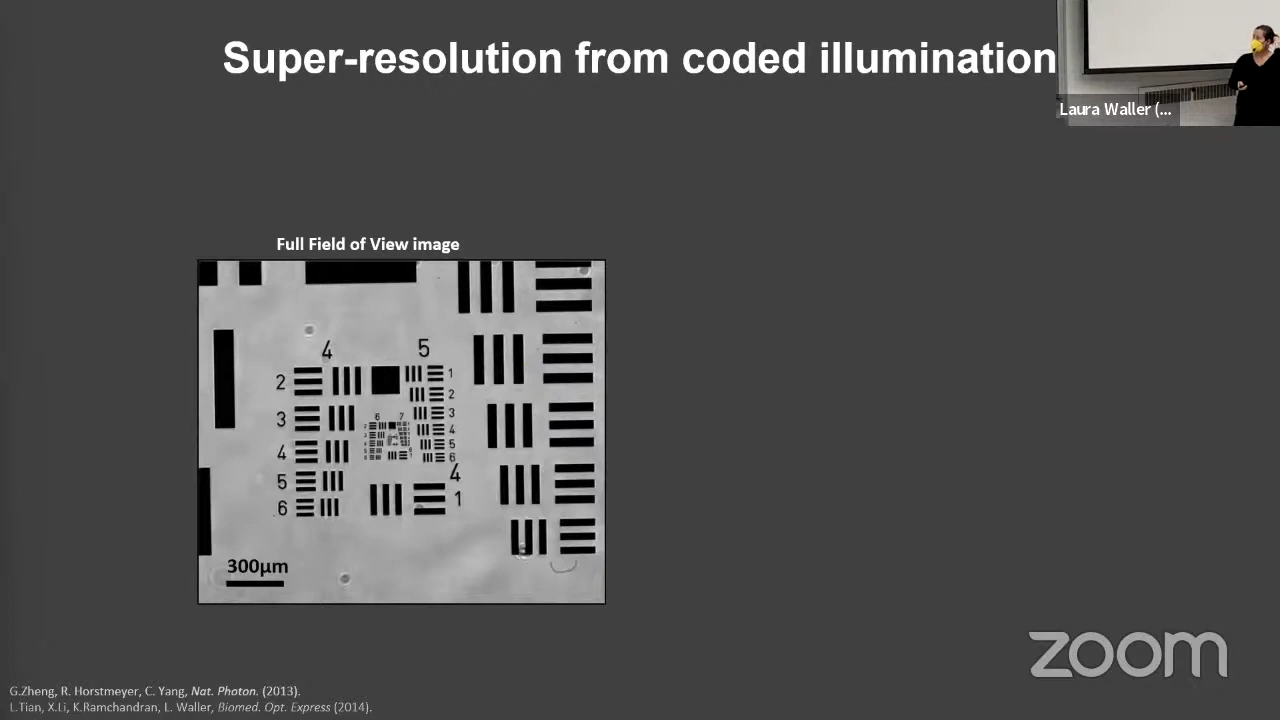 Super-resolution from coded illumination
Laura Waller (...
Full Field of View image
4 5
2 1
2
3 3
6 7
4 4
5
5 6
4
6 1
300µm
zoom
G.Zheng, R. Horstmeyer, C. Yang, Nat. Photon. (2013).
L.Tian, X.Li, K.Ramchandran, L. Waller, Biomed. Opt. Express (2014).